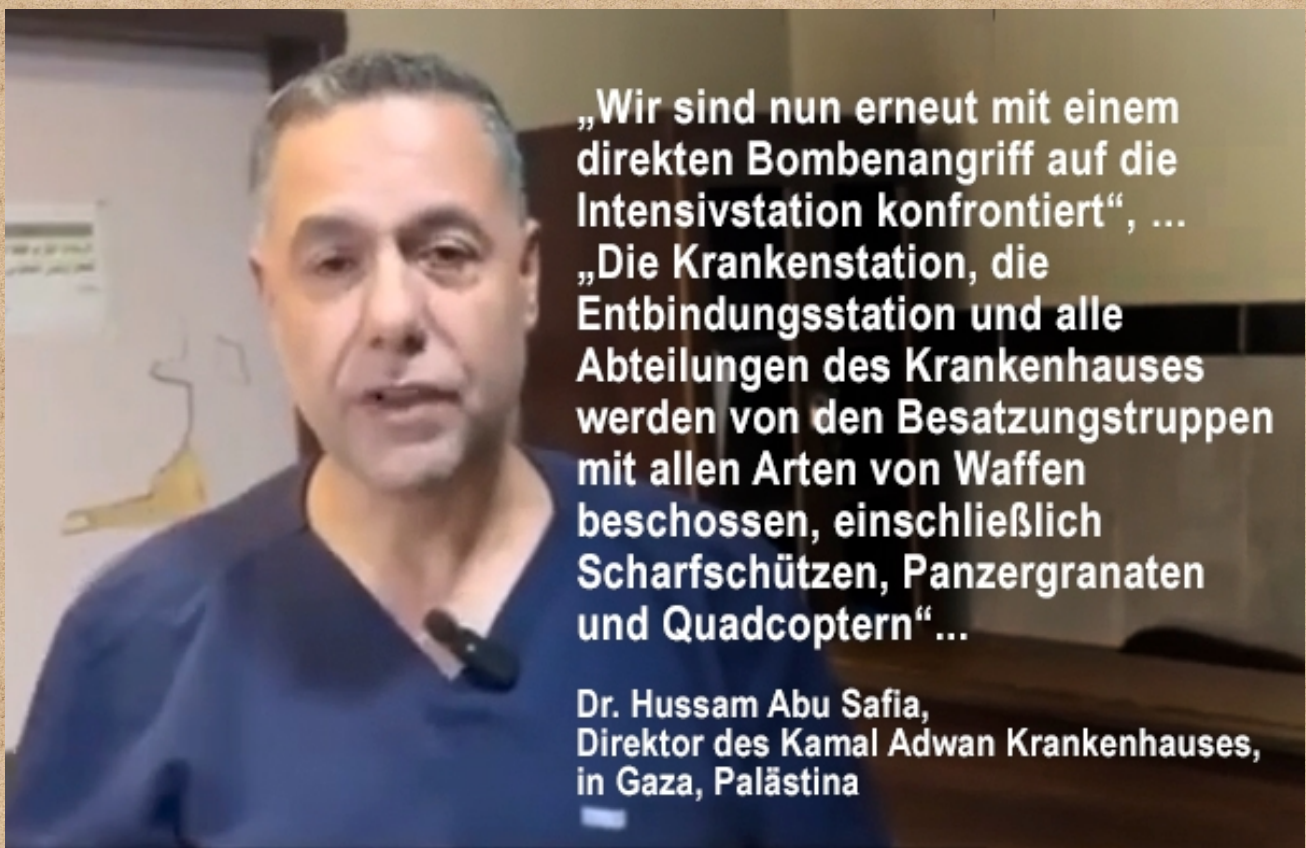 „Wir sind nun erneut mit einem
direkten Bombenangriff auf die
Intensivstation konfrontiert“, ...
„Die Krankenstation, die
Entbindungsstation und alle
Abteilungen des Krankenhauses
werden von den Besatzungstruppen
mit allen Arten von Waffen
beschossen, einschließlich
Scharfschützen, Panzergranaten
und Quadcoptern“...
Dr. Hussam Abu Safia,
Direktor des Kamal Adwan Krankenhauses,
in Gaza, Palästina